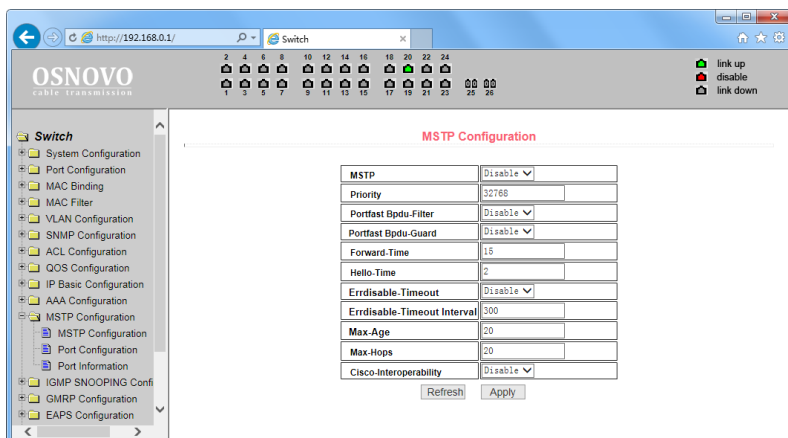 http://192.168.0.1/
Switch
OSNOVO
cable transmission
2 4 6 8 10 12 14 16 18 20 22 24
1 3 5 7 9 11 13 15 17 19 21 23 25 26
link up
disable
link down
Switch
System Configuration
Port Configuration
MAC Binding
MAC Filter
VLAN Configuration
SNMP Configuration
ACL Configuration
QOS Configuration
IP Basic Configuration
AAA Configuration
MSTP Configuration
MSTP Configuration
Port Configuration
Port Information
IGMP SNOOPING Confi
GMRP Configuration
EAPS Configuration
MSTP Configuration
MSTP Disable
Priority 32768
Portfast Bpdu-Filter Disable
Portfast Bpdu-Guard Disable
Forward-Time 15
Hello-Time 2
Errdisable-Timeout Disable
Errdisable-Timeout Interval 300
Max-Age 20
Max-Hops 20
Cisco-Interoperability Disable
Refresh Apply